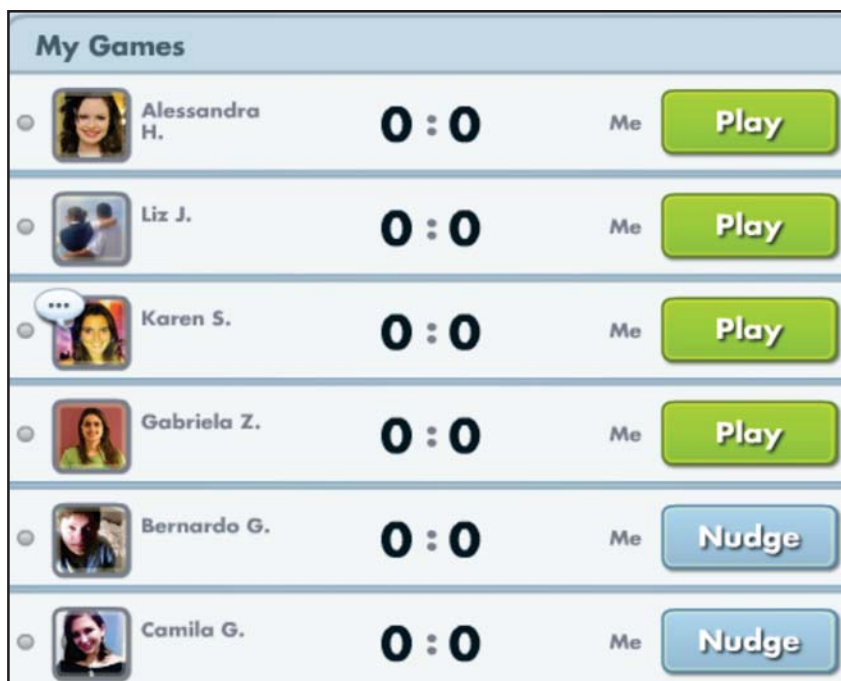 My Games
Alessandra
H.
0 : 0
Me
Play
Liz J.
0 : 0
Me
Play
...
Karen S.
0 : 0
Me
Play
Gabriela Z.
0 : 0
Me
Play
Bernardo G.
0 : 0
Me
Nudge
Camila G.
0 : 0
Me
Nudge